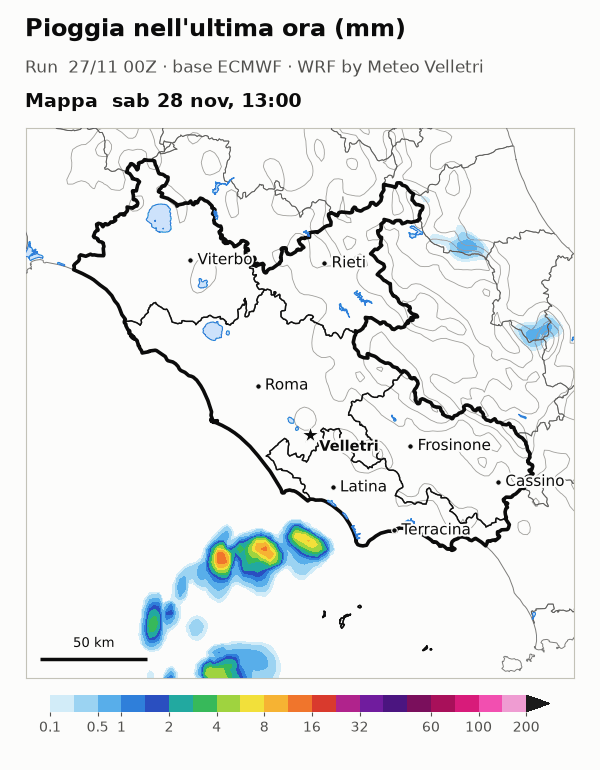 Pioggia nell'ultima ora (mm)
Run 27/11 00Z · base ECMWF · WRF by Meteo Velletri
Mappa sab 28 nov, 13:00
Viterbo
Rieti
Roma
Velletri
Frosinone
Latina
Cassino
Terracina
50 km
0.1 0.5 1 2 4 8 16 32 60 100 200